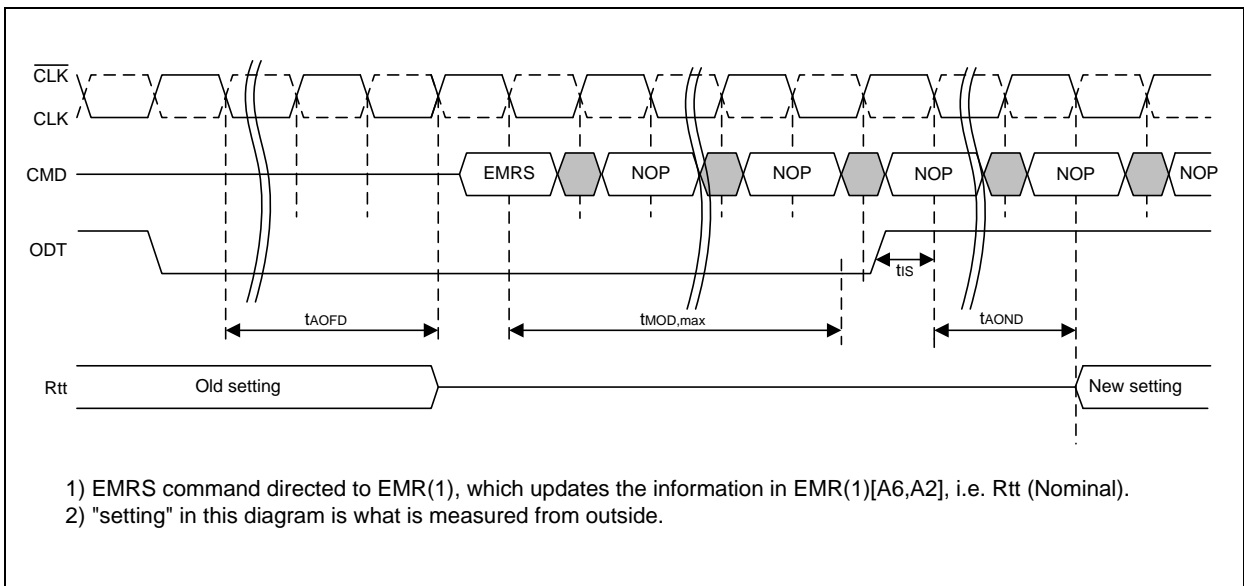 CLK
CLK
CMD EMRS NOP NOP NOP NOP NOP
ODT
tIS
tAOFD tMOD,max tAOND
Rtt Old setting New setting
1) EMRS command directed to EMR(1), which updates the information in EMR(1)[A6,A2], i.e. Rtt (Nominal).
2) "setting" in this diagram is what is measured from outside.